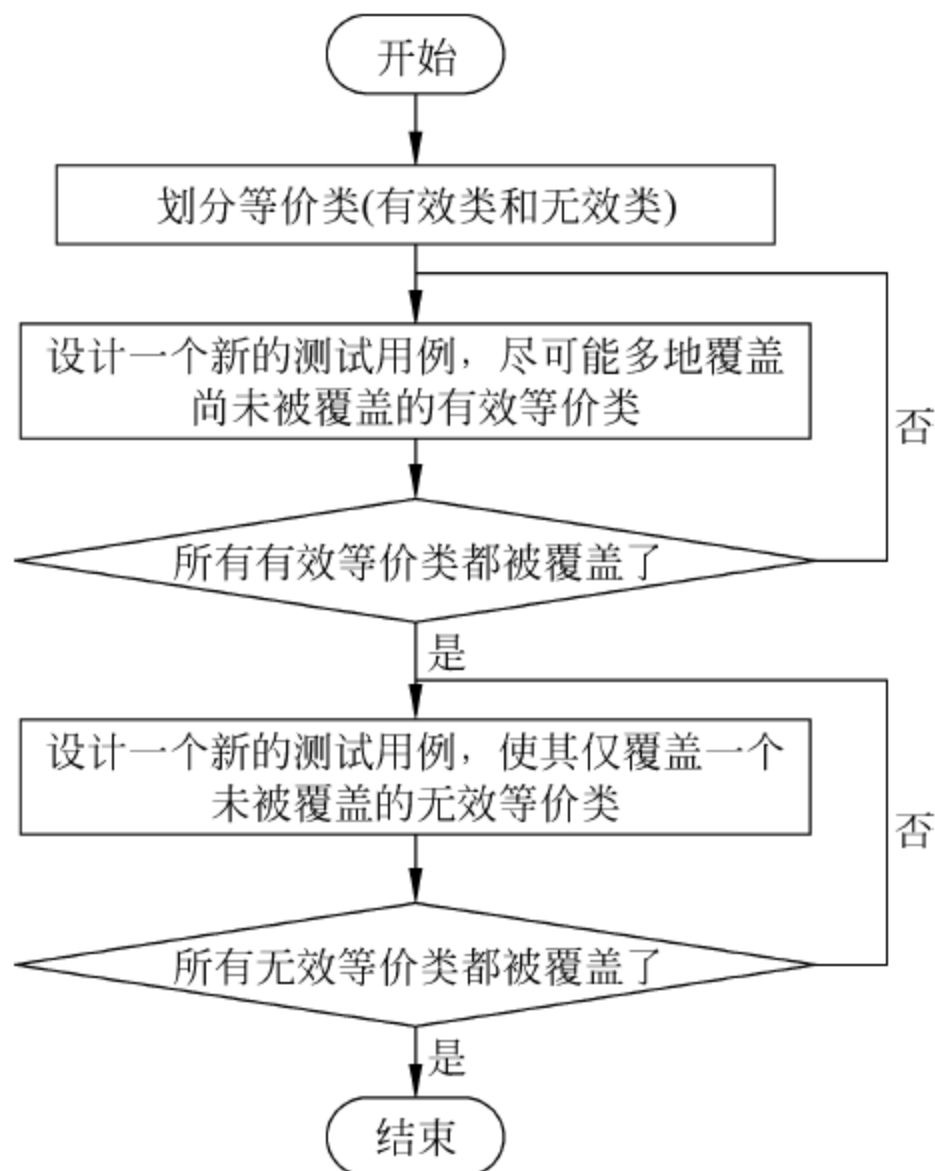 开始
划分等价类(有效类和无效类)
设计一个新的测试用例，尽可能多地覆盖
尚未被覆盖的有效等价类
否
所有有效等价类都被覆盖了
是
设计一个新的测试用例，使其仅覆盖一个
未被覆盖的无效等价类
否
所有无效等价类都被覆盖了
是
结束